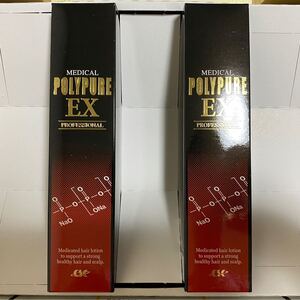 MEDICAL
POLYPURE
EX
PROFESSIONAL
NaO
ONa
Medicated hair lotion
to support a strong
healthy hair and scalp.
MEDICAL
POLYPURE
EX
PROFESSIONAL
NaO
ONa
Medicated hair lotion
to support a strong
healthy hair and scalp.